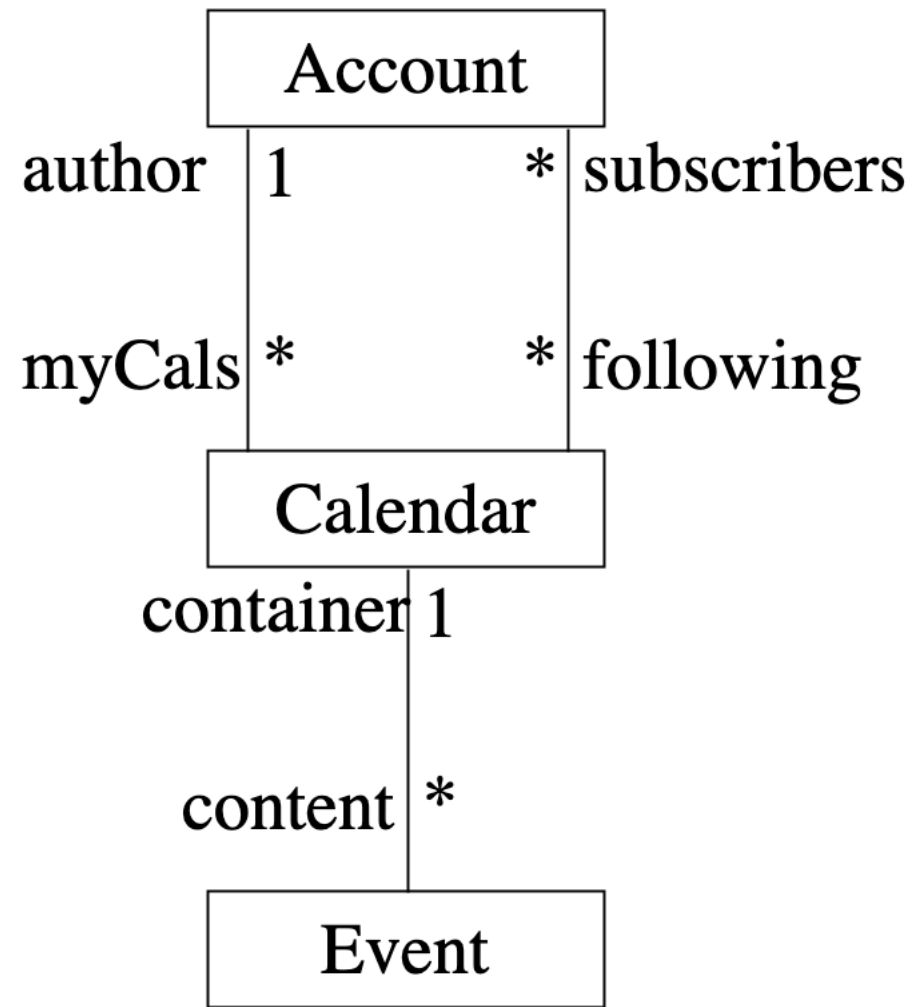 Account
author 1 * subscribers
myCals * * following
Calendar
container 1
content *
Event